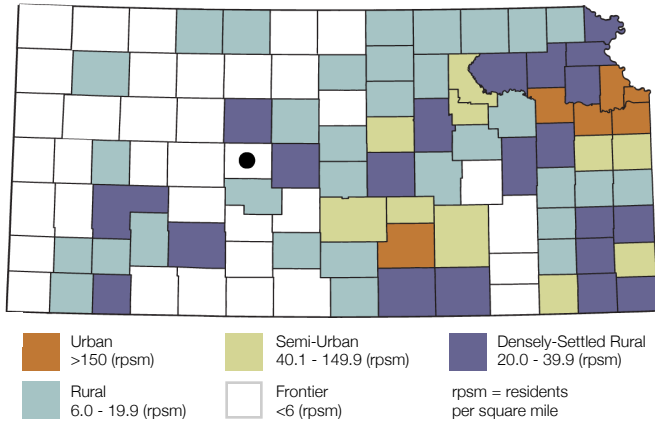 Urban
>150 (rpsm)
Semi-Urban
40.1 - 149.9 (rpsm)
Densely-Settled Rural
20.0 - 39.9 (rpsm)
Rural
6.0 - 19.9 (rpsm)
Frontier
<6 (rpsm)
rpsm = residents
per square mile